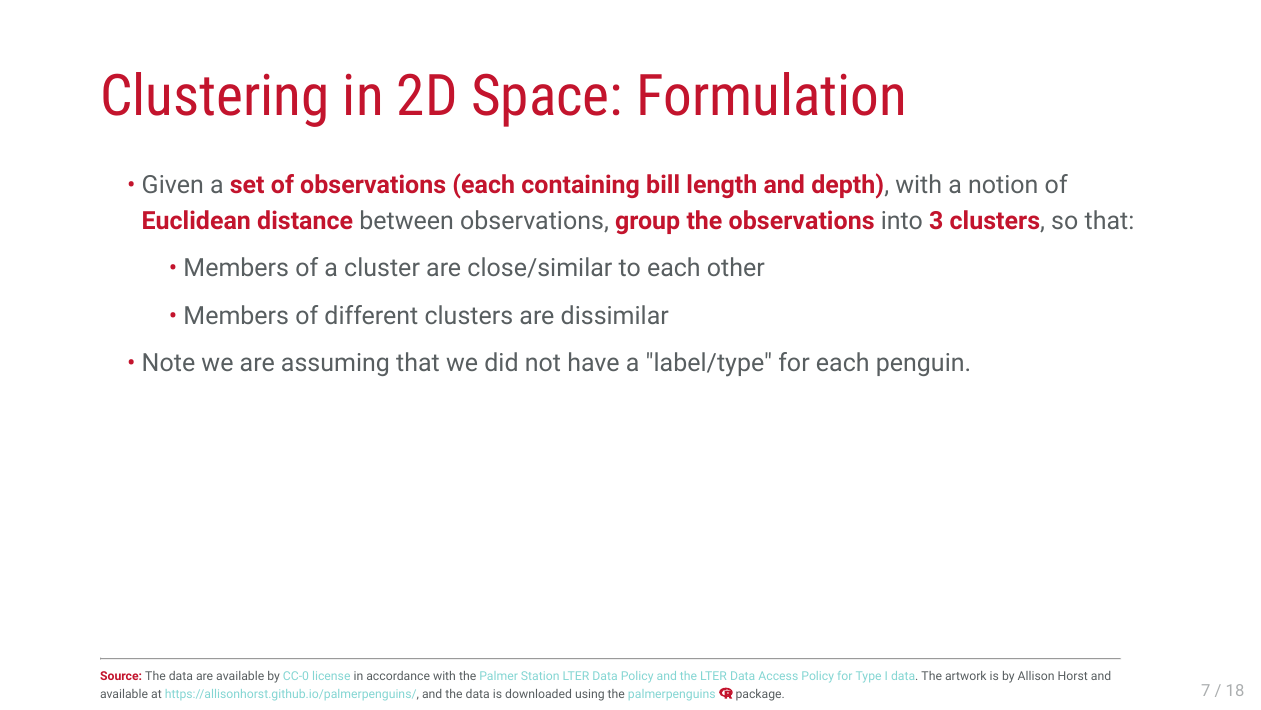 Clustering in 2D Space: Formulation
• Given a set of observations (each containing bill length and depth), with a notion of
Euclidean distance between observations, group the observations into 3 clusters, so that:
• Members of a cluster are close/similar to each other
• Members of different clusters are dissimilar
• Note we are assuming that we did not have a "label/type" for each penguin.
Source: The data are available by CC-0 license in accordance with the Palmer Station LTER Data Policy and the LTER Data Access Policy for Type I data. The artwork is by Allison Horst and
available at https://allisonhorst.github.io/palmerpenguins/, and the data is downloaded using the palmerpenguins R package.
7 / 18